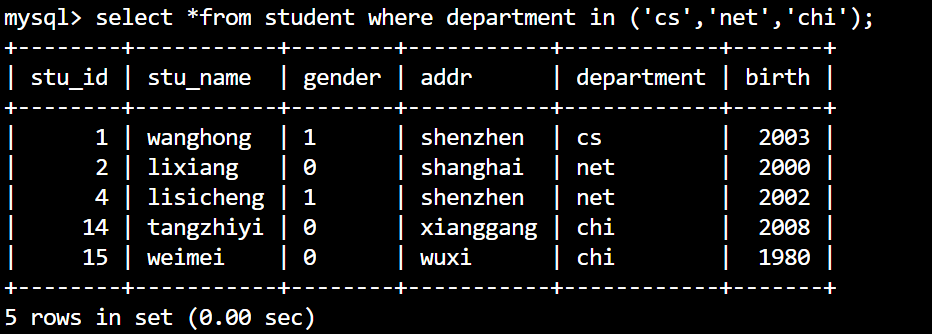 mysql> select *from student where department in ('cs','net','chi');
+--------+-----------+--------+-----------+------------+-------+
| stu_id | stu_name  | gender | addr      | department | birth |
+--------+-----------+--------+-----------+------------+-------+
|      1 | wanghong  | 1      | shenzhen  | cs         |  2003 |
|      2 | lixiang   | 0      | shanghai  | net        |  2000 |
|      4 | lisicheng | 1      | shenzhen  | net        |  2002 |
|     14 | tangzhiyi | 0      | xianggang | chi        |  2008 |
|     15 | weimei    | 0      | wuxi      | chi        |  1980 |
+--------+-----------+--------+-----------+------------+-------+
5 rows in set (0.00 sec)